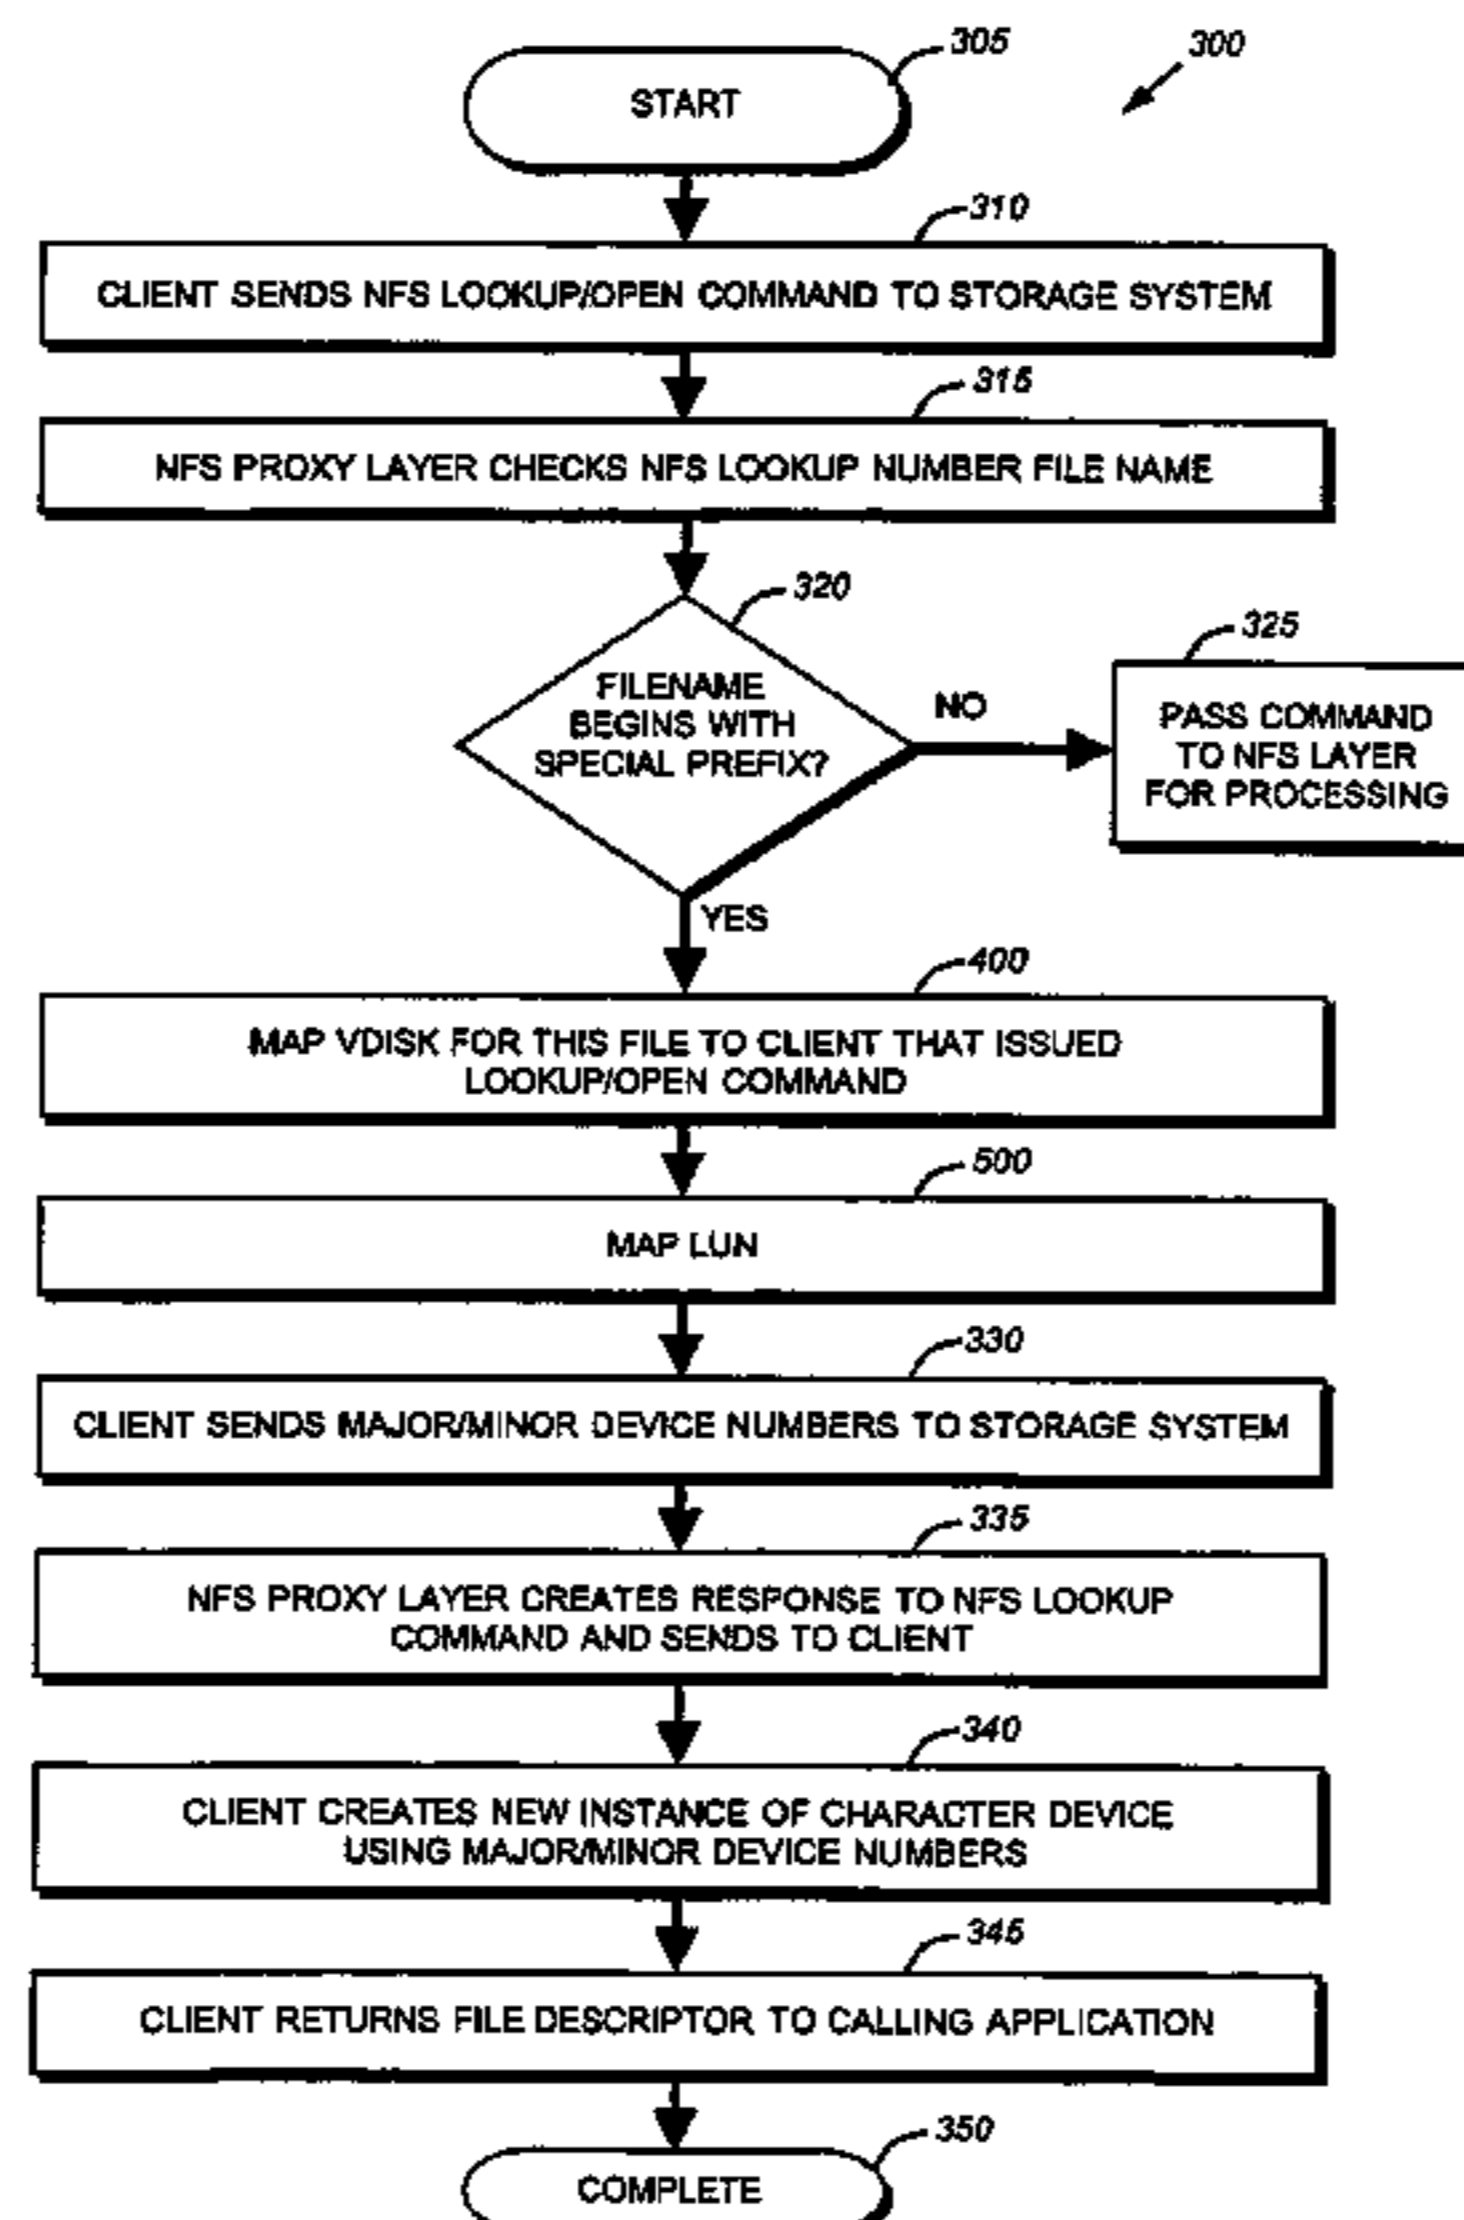 305
300
START
310
CLIENT SENDS NFS LOOKUP/OPEN COMMAND TO STORAGE SYSTEM
315
NFS PROXY LAYER CHECKS NFS LOOKUP NUMBER FILE NAME
320
325
FILENAME
BEGINS WITH
SPECIAL PREFIX?
NO
PASS COMMAND
TO NFS LAYER
FOR PROCESSING
YES
400
MAP VDISK FOR THIS FILE TO CLIENT THAT ISSUED
LOOKUP/OPEN COMMAND
500
MAP LUN
330
CLIENT SENDS MAJOR/MINOR DEVICE NUMBERS TO STORAGE SYSTEM
335
NFS PROXY LAYER CREATES RESPONSE TO NFS LOOKUP
COMMAND AND SENDS TO CLIENT
340
CLIENT CREATES NEW INSTANCE OF CHARACTER DEVICE
USING MAJOR/MINOR DEVICE NUMBERS
345
CLIENT RETURNS FILE DESCRIPTOR TO CALLING APPLICATION
350
COMPLETE